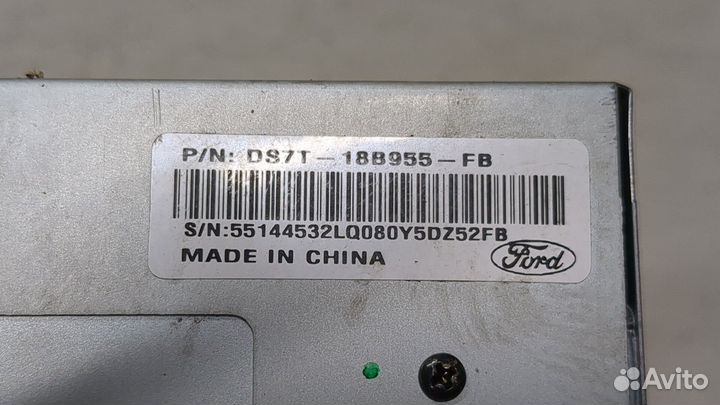 P/N: DS7T-18B955-FB
S/N:55144532LQ080Y5DZ52FB
MADE IN CHINA
Ford
Avito